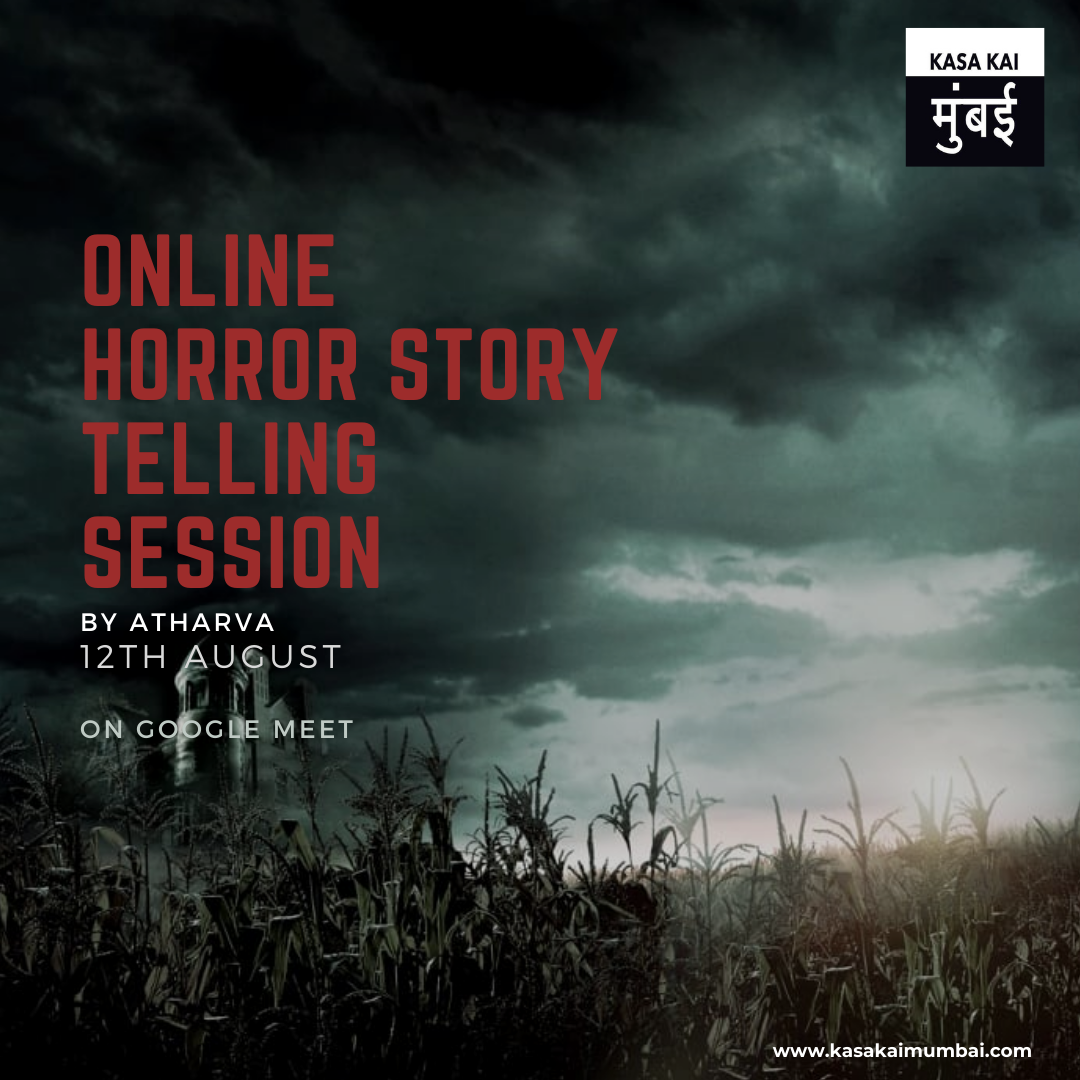 KASA KAI
मुंबई
ONLINE
HORROR STORY
TELLING
SESSION
BY ATHARVA
12TH AUGUST
ON GOOGLE MEET
www.kasakaimumbai.com